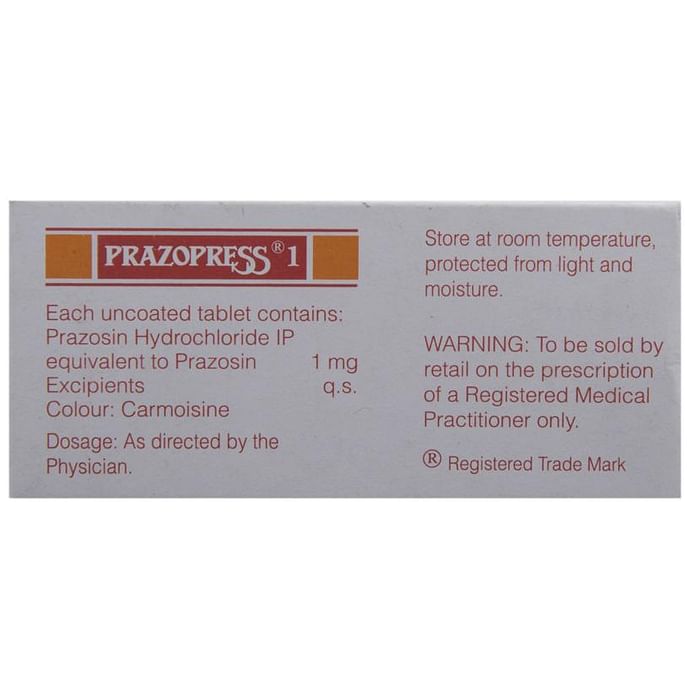 PRAZOPRESS® 1
Each uncoated tablet contains:
Prazosin Hydrochloride IP
equivalent to Prazosin 1 mg
Excipients q.s.
Colour: Carmoisine
Dosage: As directed by the
Physician.
Store at room temperature,
protected from light and
moisture.
WARNING: To be sold by
retail on the prescription
of a Registered Medical
Practitioner only.
® Registered Trade Mark